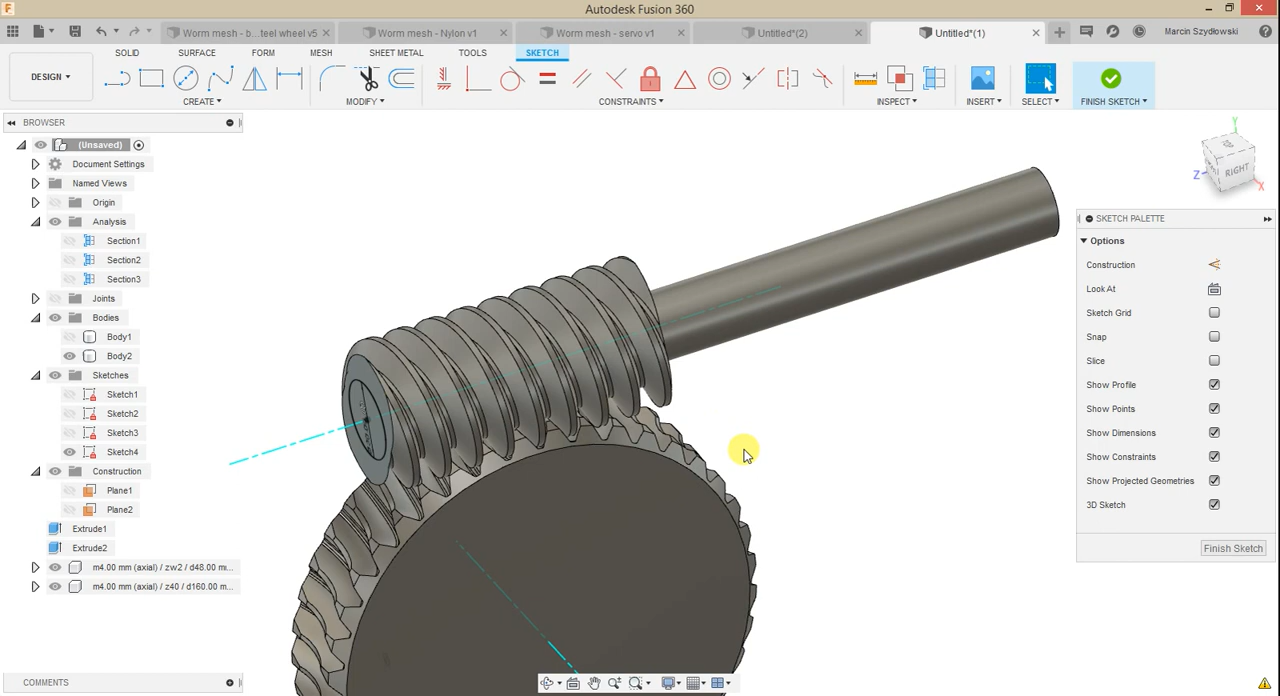 Autodesk Fusion 360
Worm mesh - b...teel wheel v5
Worm mesh - Nylon v1
Worm mesh - servo v1
Untitled*(2)
Untitled*(1)
Marcin Szydłowski
DESIGN
SOLID
SURFACE
FORM
MESH
SHEET METAL
TOOLS
SKETCH
CREATE
MODIFY
CONSTRAINTS
INSPECT
INSERT
SELECT
FINISH SKETCH
BROWSER
(Unsaved)
Document Settings
Named Views
Origin
Analysis
Section1
Section2
Section3
Joints
Bodies
Body1
Body2
Sketches
Sketch1
Sketch2
Sketch3
Sketch4
Construction
Plane1
Plane2
Extrude1
Extrude2
m4.00 mm (axial) / zw2 / d48.00 m...
m4.00 mm (axial) / z40 / d160.00 m...
COMMENTS
Y
RIGHT
Z
X
SKETCH PALETTE
Options
Construction
Look At
Sketch Grid
Snap
Slice
Show Profile
Show Points
Show Dimensions
Show Constraints
Show Projected Geometries
3D Sketch
Finish Sketch